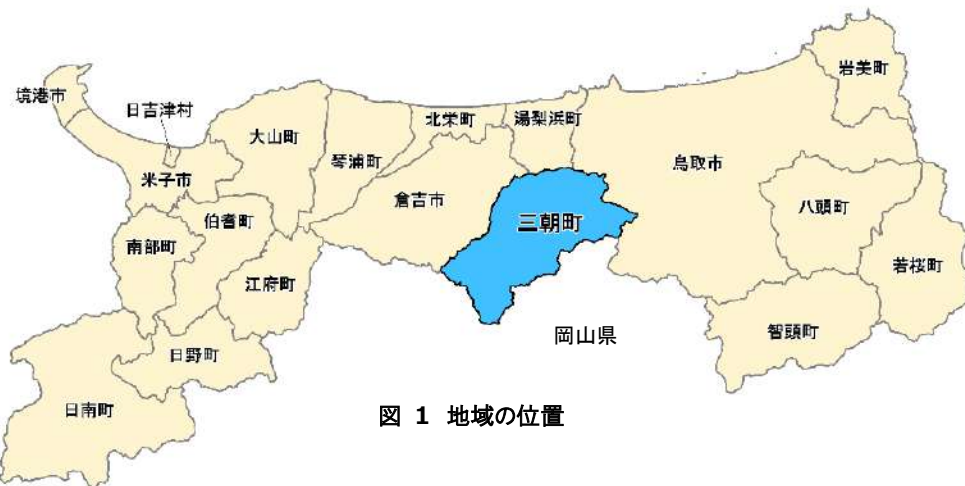 岩美町
境港市
日吉津村
大山町
北栄町
湯梨浜町
琴浦町
鳥取市
米子市
倉吉市
三朝町
八頭町
伯耆町
南部町
若桜町
江府町
岡山県
智頭町
日野町
日南町
図 1 地域の位置